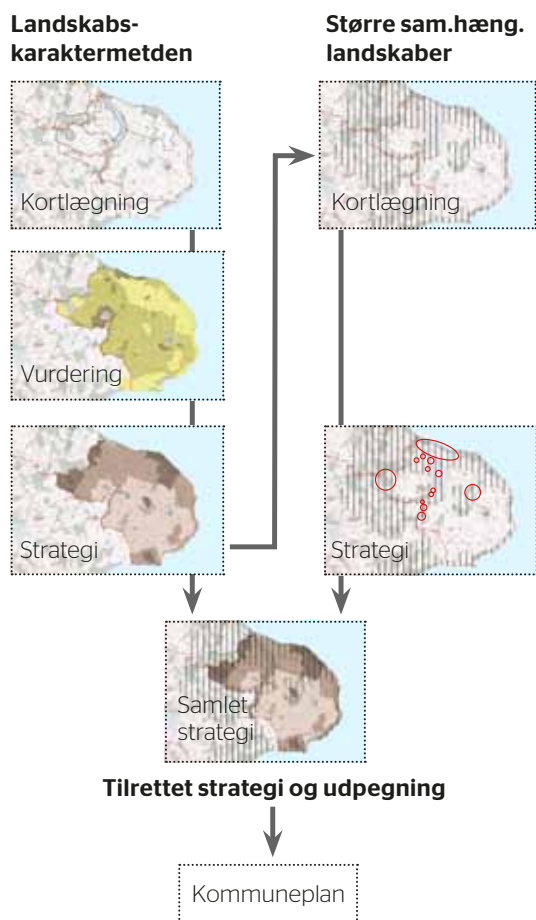 Landskabs-
karaktermetden
Større sam.hæng.
landskaber
Kortlægning
Kortlægning
Vurdering
Strategi
Strategi
Samlet
strategi
Tilrettet strategi og udpegning
Kommuneplan